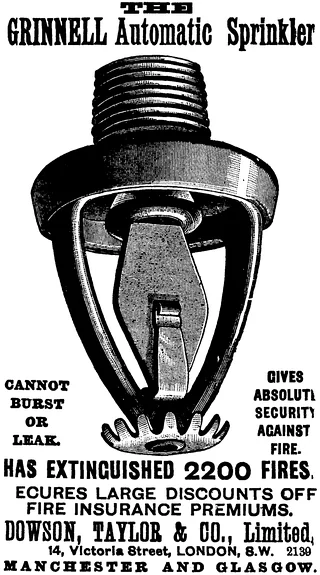 THE
GRINNELL Automatic Sprinkler
CANNOT
BURST
OR
LEAK.
GIVES
ABSOLUTE
SECURITY
AGAINST
FIRE.
HAS EXTINGUISHED 2200 FIRES.
ECURES LARGE DISCOUNTS OFF
FIRE INSURANCE PREMIUMS.
DOWSON, TAYLOR & CO., Limited,
14, Victoria Street, LONDON, S.W. 2139
MANCHESTER AND GLASGOW.